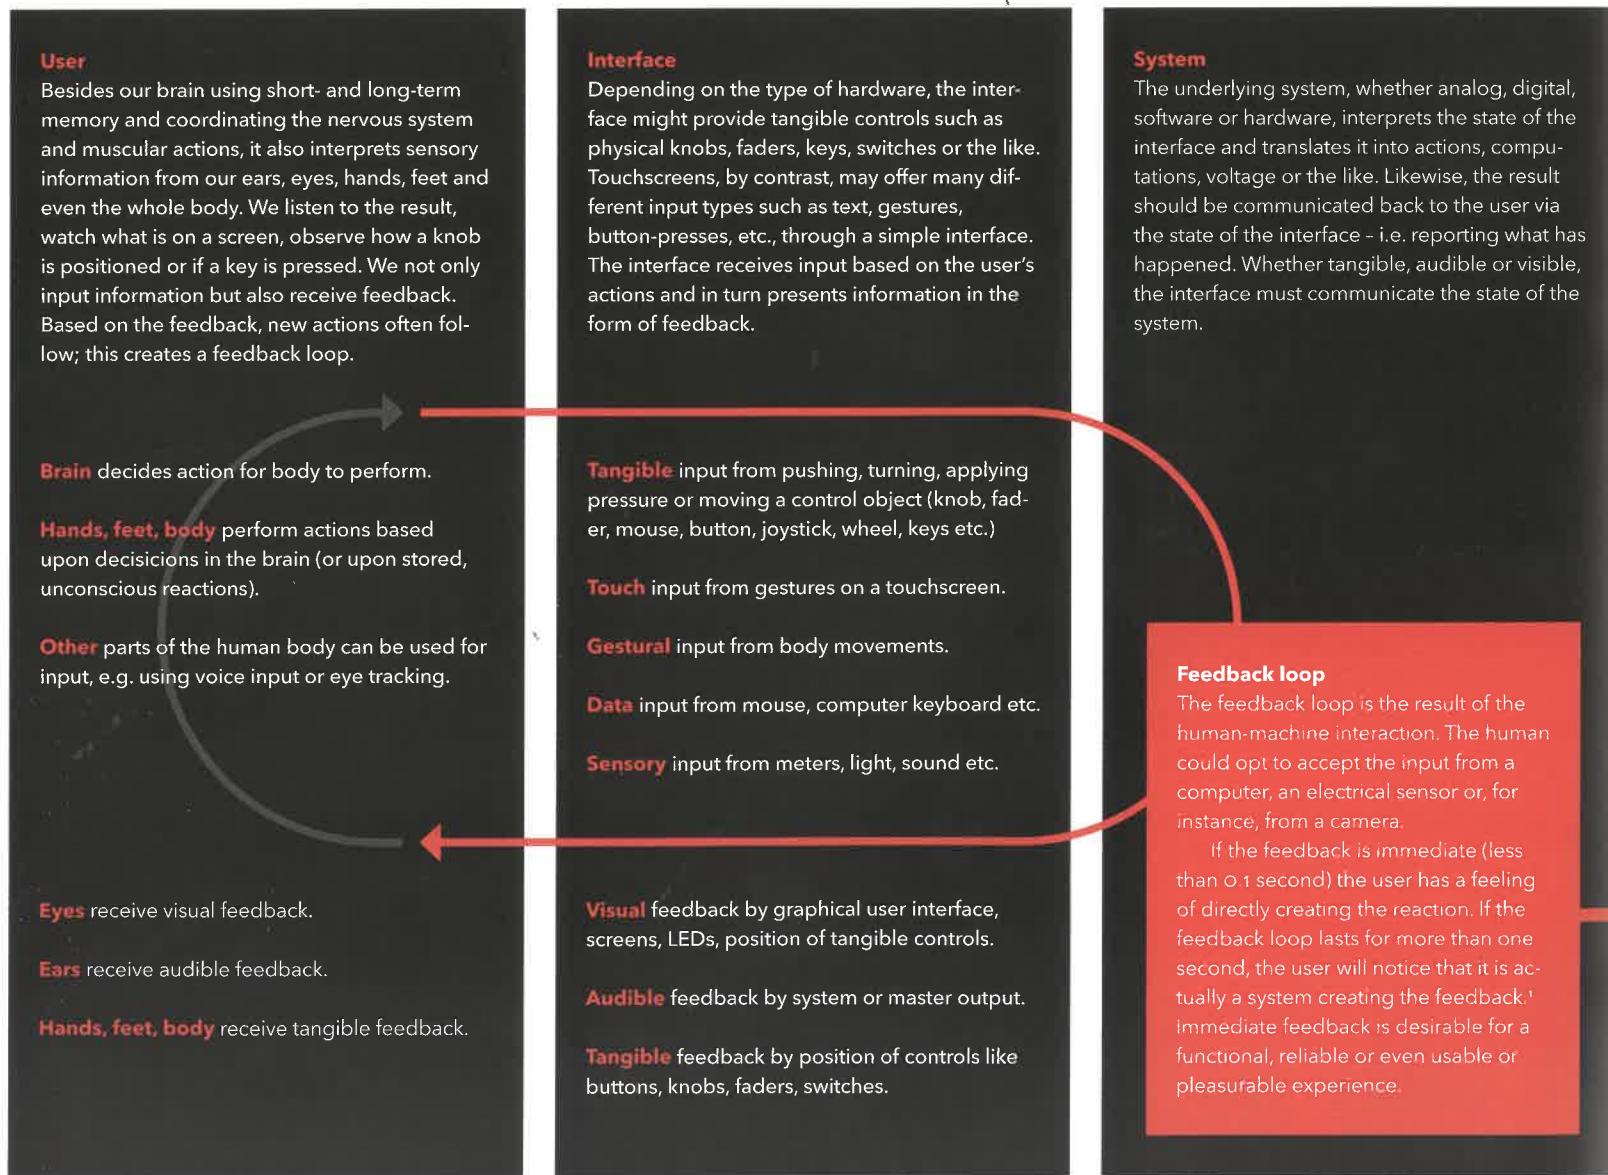 User
Besides our brain using short- and long-term
memory and coordinating the nervous system
and muscular actions, it also interprets sensory
information from our ears, eyes, hands, feet and
even the whole body. We listen to the result,
watch what is on a screen, observe how a knob
is positioned or if a key is pressed. We not only
input information but also receive feedback.
Based on the feedback, new actions often fol-
low; this creates a feedback loop.
Brain decides action for body to perform.
Hands, feet, body perform actions based
upon decisicions in the brain (or upon stored,
unconscious reactions).
Other parts of the human body can be used for
input, e.g. using voice input or eye tracking.
Eyes receive visual feedback.
Ears receive audible feedback.
Hands, feet, body receive tangible feedback.
Interface
Depending on the type of hardware, the inter-
face might provide tangible controls such as
physical knobs, faders, keys, switches or the like.
Touchscreens, by contrast, may offer many dif-
ferent input types such as text, gestures,
button-presses, etc., through a simple interface.
The interface receives input based on the user's
actions and in turn presents information in the
form of feedback.
Tangible input from pushing, turning, applying
pressure or moving a control object (knob, fad-
er, mouse, button, joystick, wheel, keys etc.)
Touch input from gestures on a touchscreen.
Gestural input from body movements.
Data input from mouse, computer keyboard etc.
Sensory input from meters, light, sound etc.
Visual feedback by graphical user interface,
screens, LEDs, position of tangible controls.
Audible feedback by system or master output.
Tangible feedback by position of controls like
buttons, knobs, faders, switches.
System
The underlying system, whether analog, digital,
software or hardware, interprets the state of the
interface and translates it into actions, compu-
tations, voltage or the like. Likewise, the result
should be communicated back to the user via
the state of the interface – i.e. reporting what has
happened. Whether tangible, audible or visible,
the interface must communicate the state of the
system.
Feedback loop
The feedback loop is the result of the
human-machine interaction. The human
could opt to accept the input from a
computer, an electrical sensor or, for
instance, from a camera.
If the feedback is immediate (less
than 0.1 second) the user has a feeling
of directly creating the reaction. If the
feedback loop lasts for more than one
second, the user will notice that it is ac-
tually a system creating the feedback.¹
Immediate feedback is desirable for a
functional, reliable or even usable or
pleasurable experience.